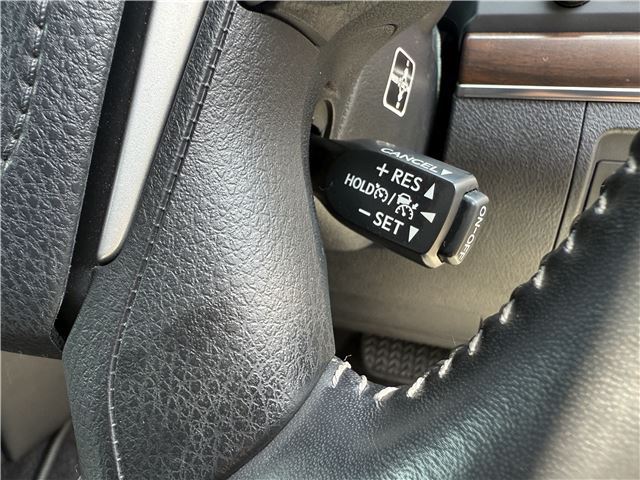 CANCEL
+ RES
HOLD /
− SET
ON-OFF